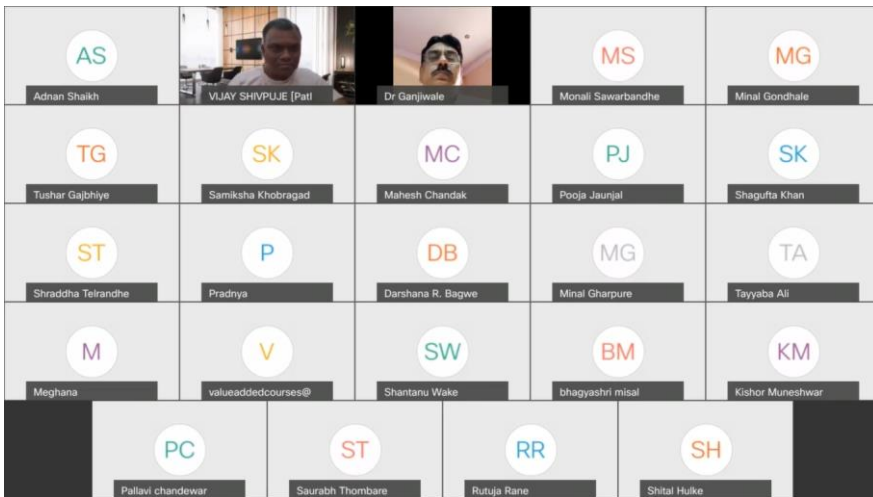 AS
Adnan Shaikh
VIJAY SHIVPUJE [Patl
Dr Ganjiwale
MS
Monali Sawarbandhe
MG
Minal Gondhale
TG
Tushar Gajbhiye
SK
Samiksha Khobragad
MC
Mahesh Chandak
PJ
Pooja Jaunjal
SK
Shagufta Khan
ST
Shraddha Telrandhe
P
Pradnya
DB
Darshana R. Bagwe
MG
Minal Gharpure
TA
Tayyaba Ali
M
Meghana
V
valueaddedcourses@
SW
Shantanu Wake
BM
bhagyashri misal
KM
Kishor Muneshwar
PC
Pallavi chandewar
ST
Saurabh Thombare
RR
Rutuja Rane
SH
Shital Hulke